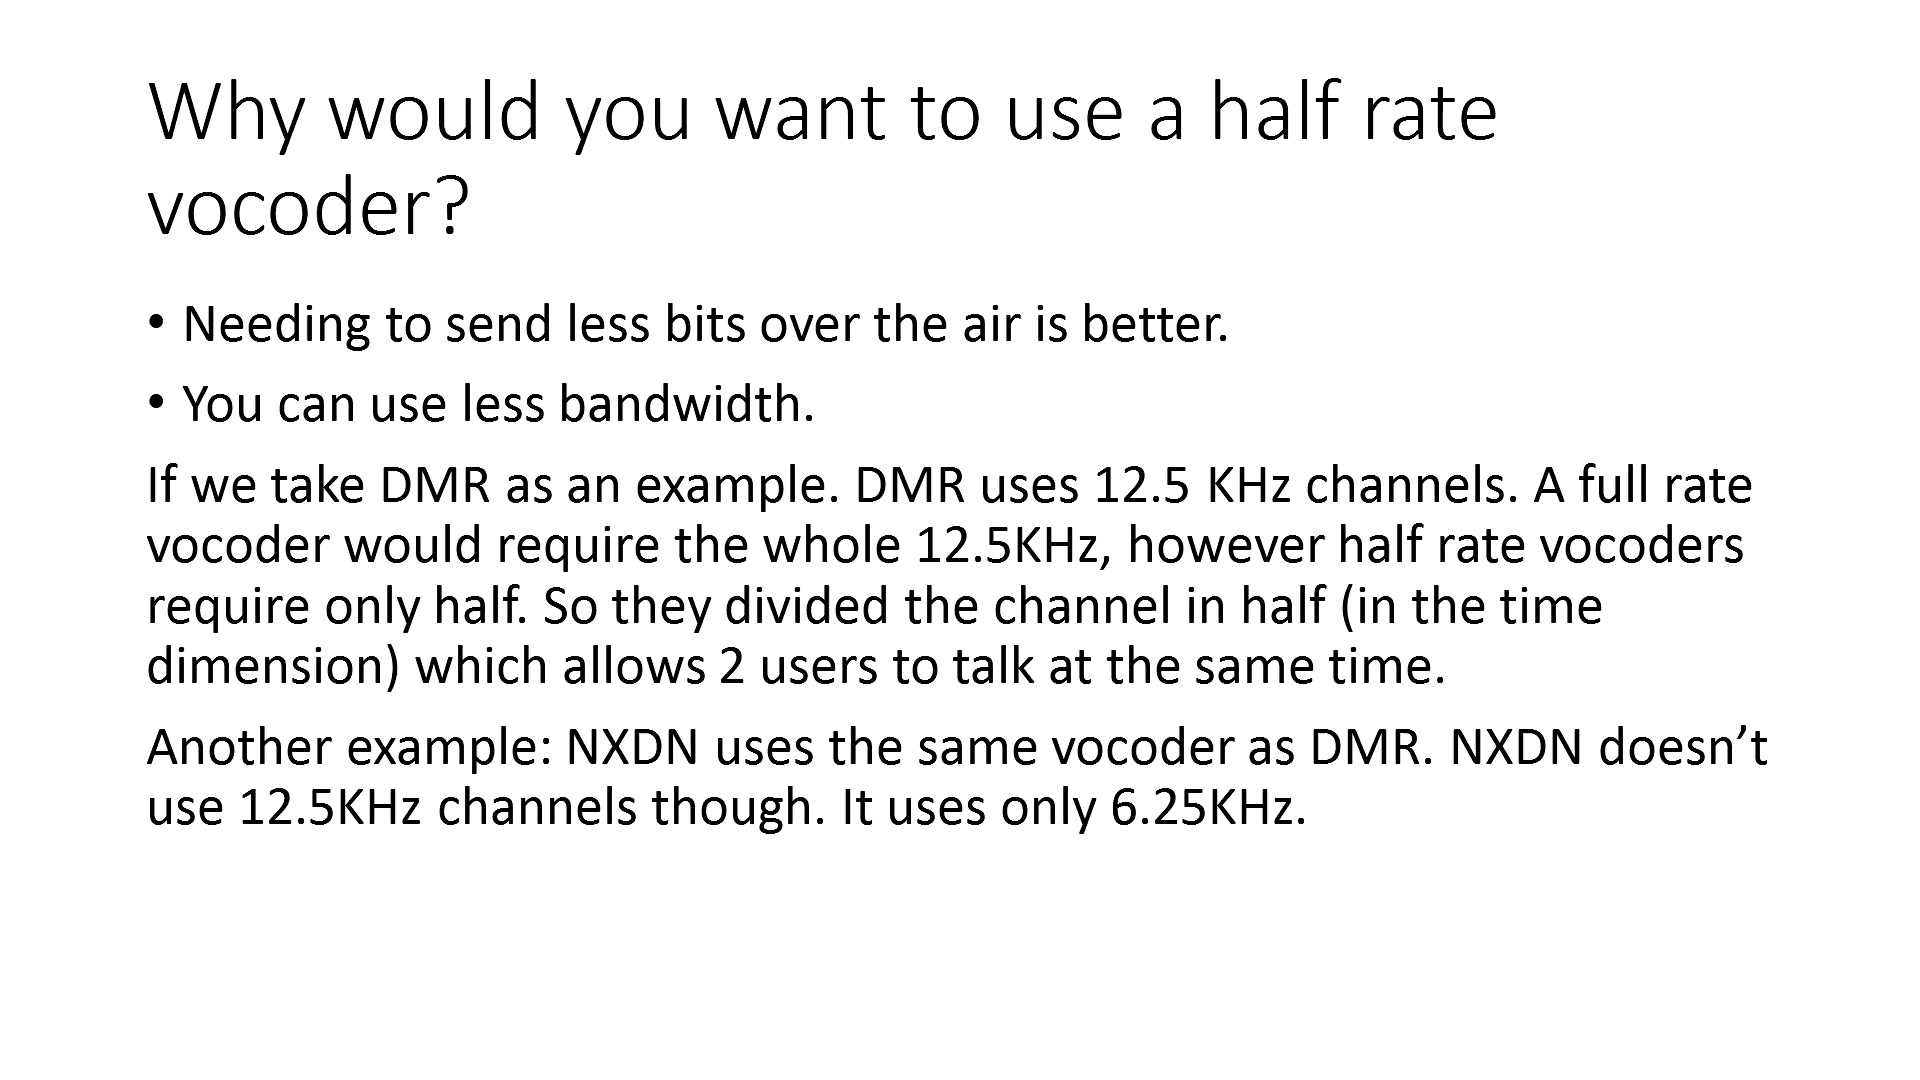 Why would you want to use a half rate
vocoder?
• Needing to send less bits over the air is better.
• You can use less bandwidth.
If we take DMR as an example. DMR uses 12.5 KHz channels. A full rate
vocoder would require the whole 12.5KHz, however half rate vocoders
require only half. So they divided the channel in half (in the time
dimension) which allows 2 users to talk at the same time.
Another example: NXDN uses the same vocoder as DMR. NXDN doesn’t
use 12.5KHz channels though. It uses only 6.25KHz.